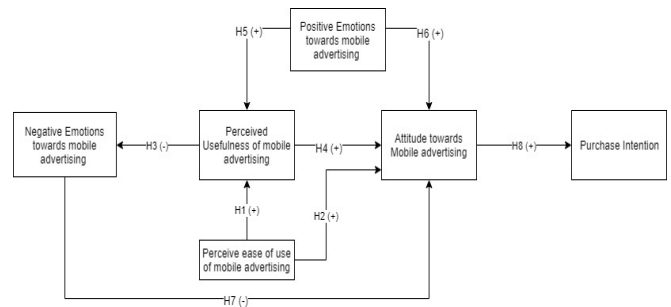 Positive Emotions
towards mobile
advertising
H5 (+)
H6 (+)
Negative Emotions
towards mobile
advertising
H3 (-)
Perceived
Usefulness of mobile
advertising
H4 (+)
Attitude towards
Mobile advertising
H8 (+)
Purchase Intention
H1 (+)
H2 (+)
Perceive ease of use
of mobile advertising
H7 (-)